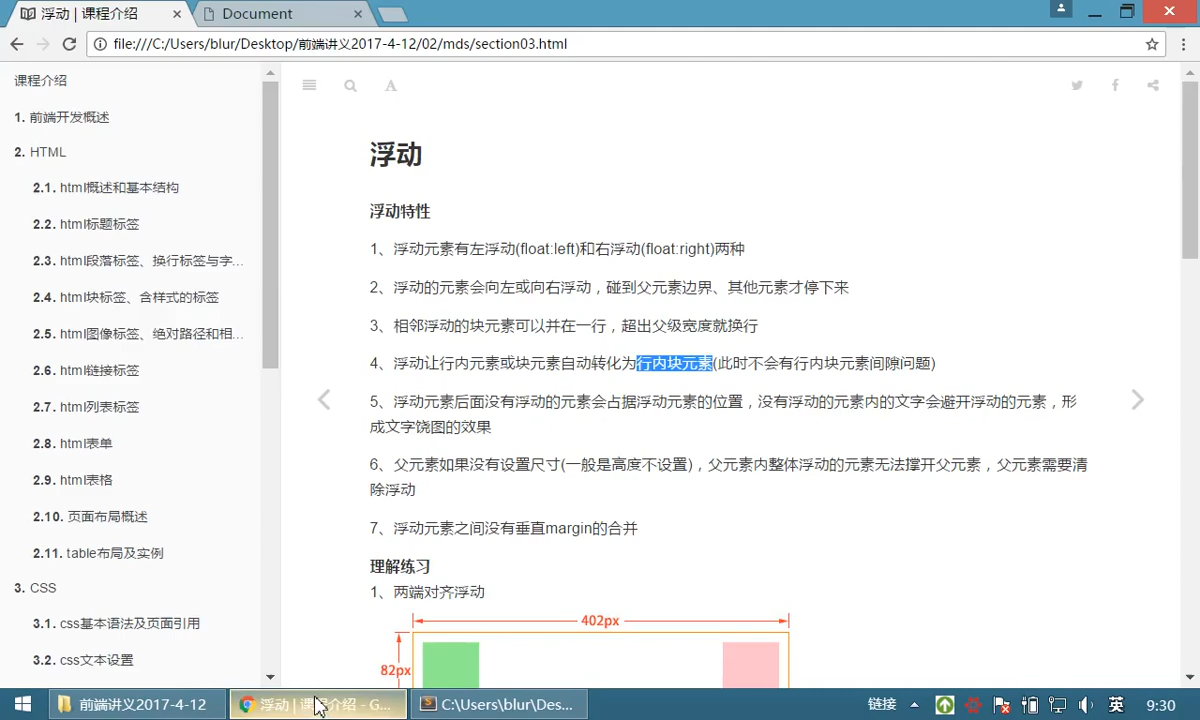 浮动 | 课程介绍
Document
file:///C:/Users/blur/Desktop/前端讲义2017-4-12/02/mds/section03.html
课程介绍
1. 前端开发概述
2. HTML
2.1. html概述和基本结构
2.2. html标题标签
2.3. html段落标签、换行标签与字...
2.4. html块标签、含样式的标签
2.5. html图像标签、绝对路径和相...
2.6. html链接标签
2.7. html列表标签
2.8. html表单
2.9. html表格
2.10. 页面布局概述
2.11. table布局及实例
3. CSS
3.1. css基本语法及页面引用
3.2. css文本设置
A
浮动
浮动特性
1、浮动元素有左浮动(float:left)和右浮动(float:right)两种
2、浮动的元素会向左或向右浮动，碰到父元素边界、其他元素才停下来
3、相邻浮动的块元素可以并在一行，超出父级宽度就换行
4、浮动让行内元素或块元素自动转化为行内块元素(此时不会有行内块元素间隙问题)
5、浮动元素后面没有浮动的元素会占据浮动元素的位置，没有浮动的元素内的文字会避开浮动的元素，形
成文字饶图的效果
6、父元素如果没有设置尺寸(一般是高度不设置)，父元素内整体浮动的元素无法撑开父元素，父元素需要清
除浮动
7、浮动元素之间没有垂直margin的合并
理解练习
1、两端对齐浮动
402px
82px
前端讲义2017-4-12
浮动 | 课程介绍 - G...
C:\Users\blur\Des...
链接
英
9:30